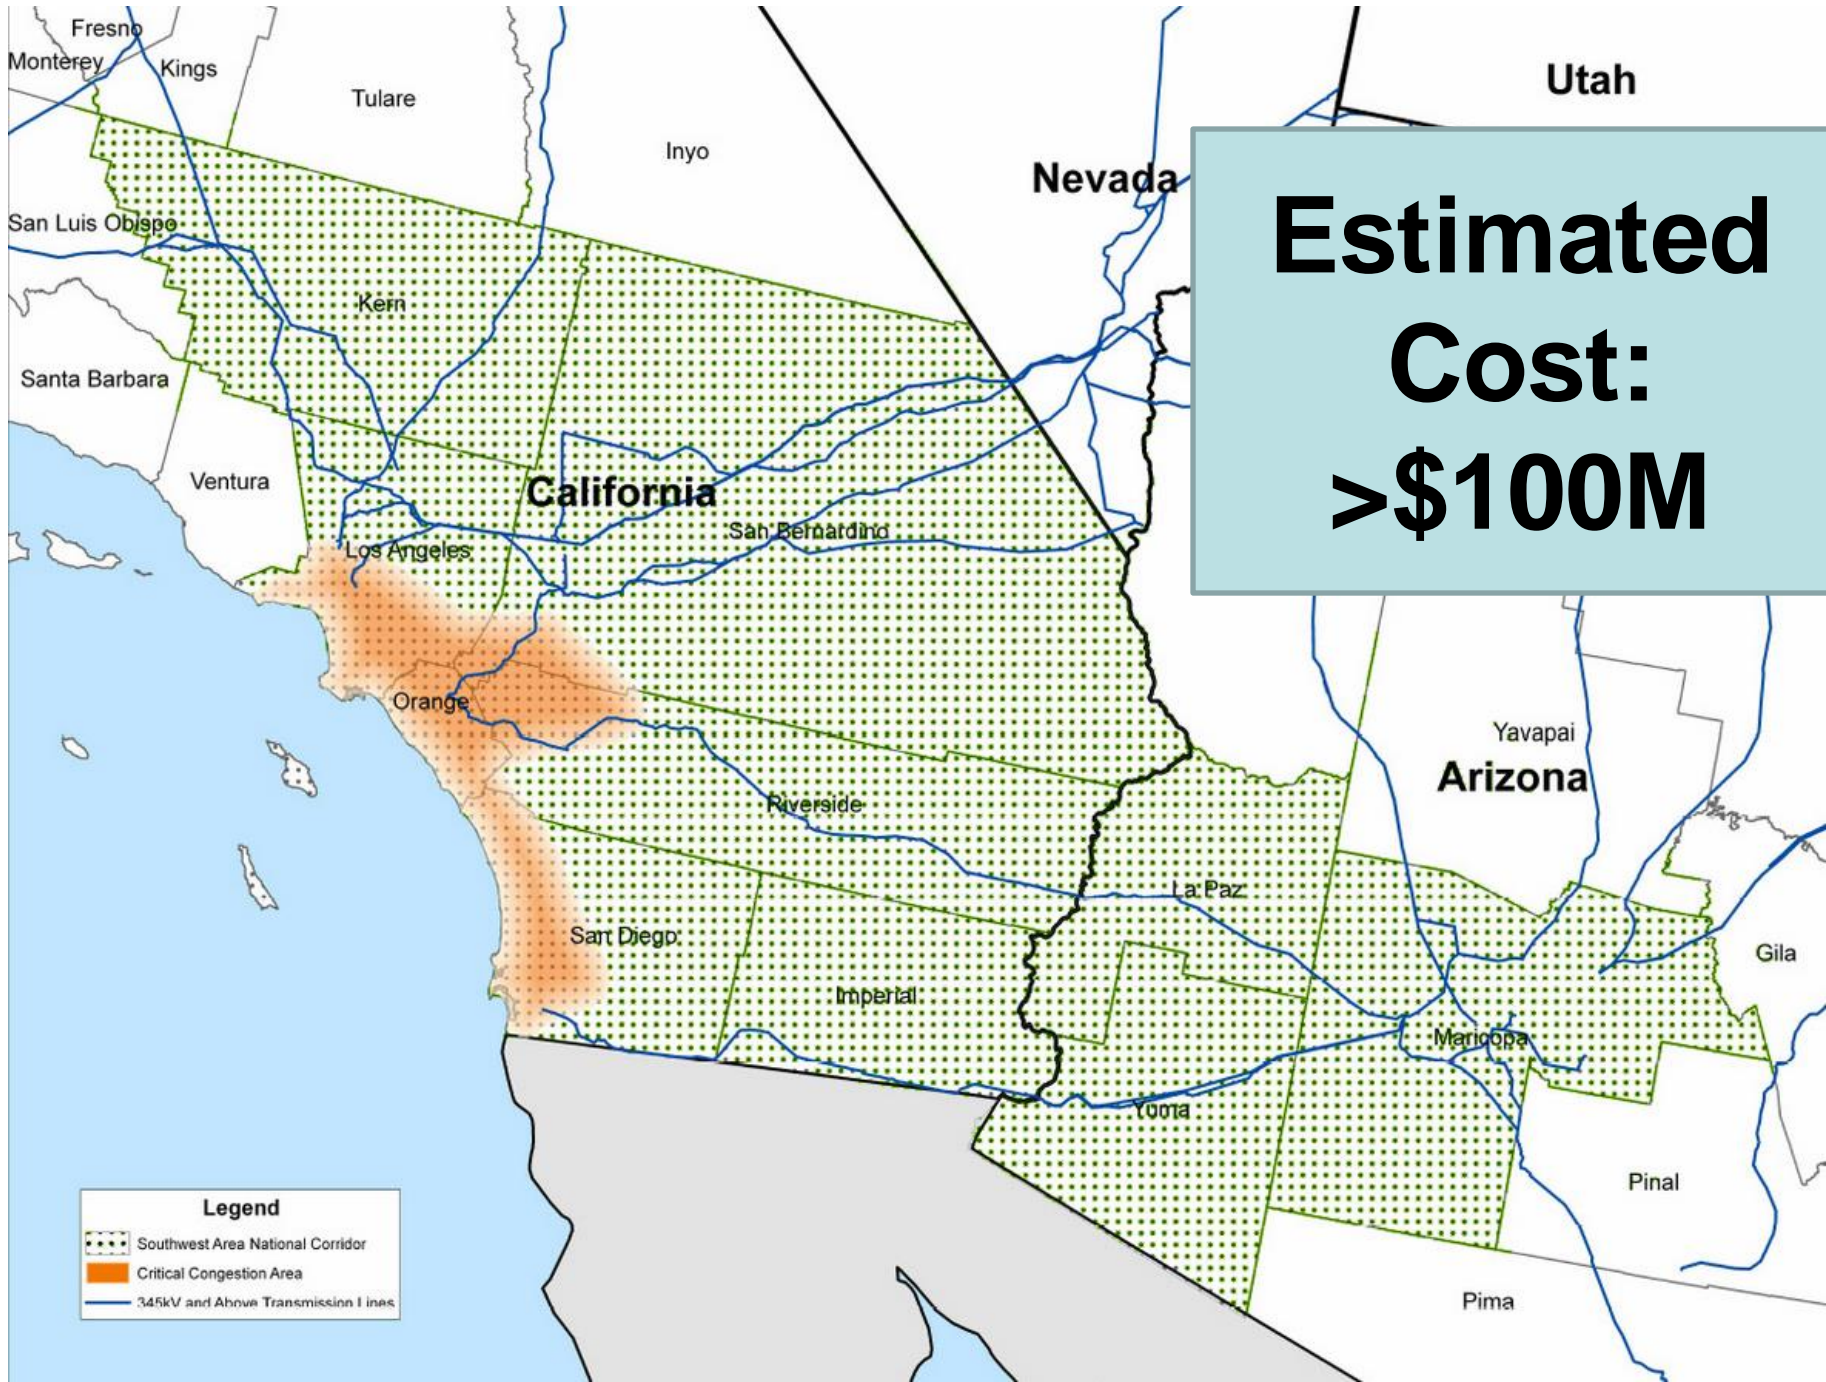 Fresno
Monterey
Kings
Tulare
Inyo
Utah
Nevada
San Luis Obispo
Kern
Santa Barbara
Ventura
California
San Bernardino
Los Angeles
Orange
Riverside
San Diego
Imperial
Estimated
Cost:
>$100M
Yavapai
Arizona
La Paz
Gila
Maricopa
Yuma
Pinal
Pima
Legend
Southwest Area National Corridor
Critical Congestion Area
345kV and Above Transmission Lines